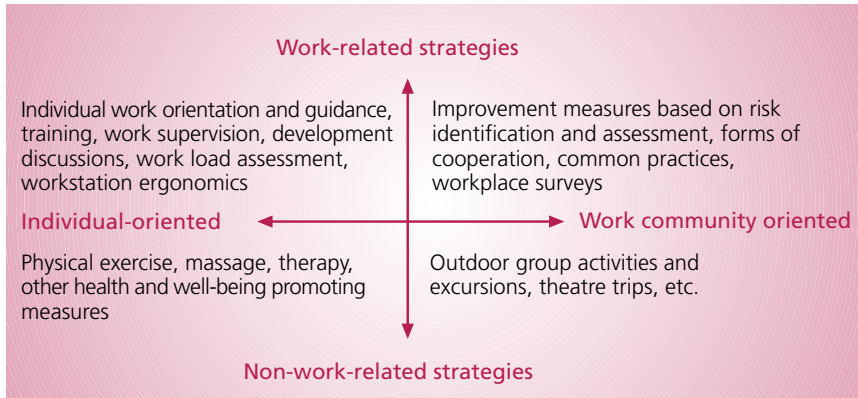 Work-related strategies
Individual work orientation and guidance,
training, work supervision, development
discussions, work load assessment,
workstation ergonomics
Improvement measures based on risk
identification and assessment, forms of
cooperation, common practices,
workplace surveys
Individual-oriented
Work community oriented
Physical exercise, massage, therapy,
other health and well-being promoting
measures
Outdoor group activities and
excursions, theatre trips, etc.
Non-work-related strategies